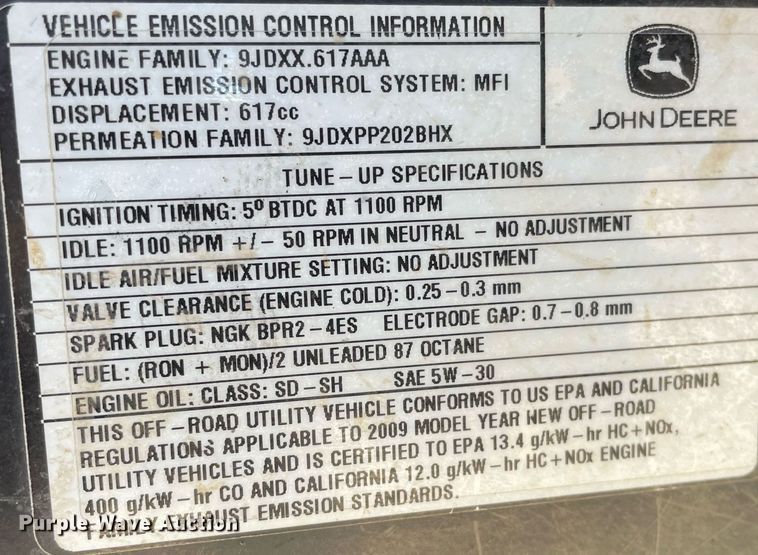 VEHICLE EMISSION CONTROL INFORMATION
ENGINE FAMILY: 9JDXX.617AAA
EXHAUST EMISSION CONTROL SYSTEM: MFI
DISPLACEMENT: 617cc
PERMEATION FAMILY: 9JDXPP202BHX
JOHN DEERE
TUNE-UP SPECIFICATIONS
IGNITION TIMING: 5º BTDC AT 1100 RPM
IDLE: 1100 RPM +/- 50 RPM IN NEUTRAL - NO ADJUSTMENT
IDLE AIR/FUEL MIXTURE SETTING: NO ADJUSTMENT
VALVE CLEARANCE (ENGINE COLD): 0.25-0.3 mm
SPARK PLUG: NGK BPR2-4ES ELECTRODE GAP: 0.7-0.8 mm
FUEL: (RON + MON)/2 UNLEADED 87 OCTANE
ENGINE OIL: CLASS: SD-SH SAE 5W-30
THIS OFF-ROAD UTILITY VEHICLE CONFORMS TO US EPA AND CALIFORNIA
REGULATIONS APPLICABLE TO 2009 MODEL YEAR NEW OFF-ROAD
UTILITY VEHICLES AND IS CERTIFIED TO EPA 13.4 g/kW-hr HC+NOx,
400 g/kW-hr CO AND CALIFORNIA 12.0 g/kW-hr HC+NOx ENGINE
FAMILY EXHAUST EMISSION STANDARDS.
Purple Wave Auction